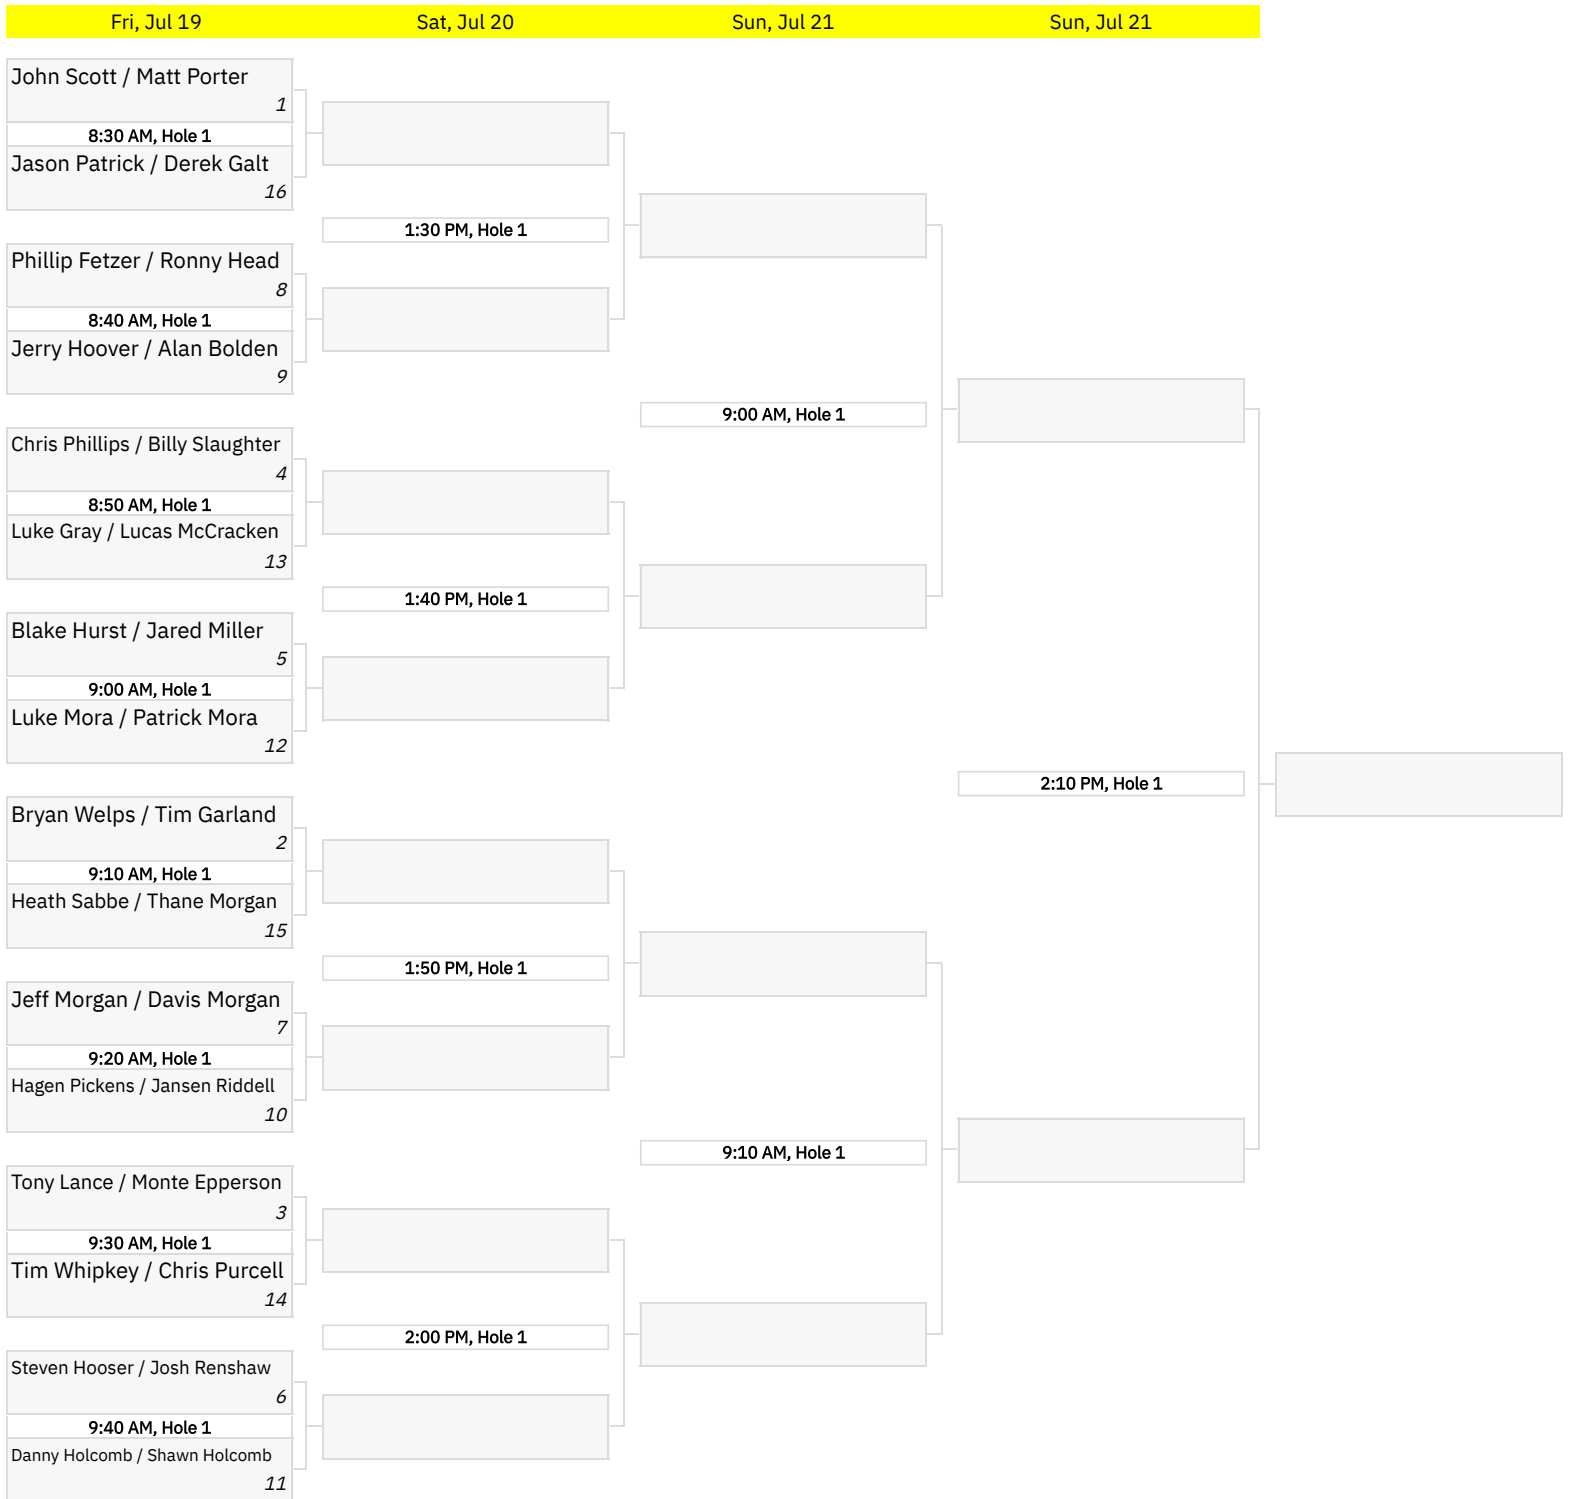 Fri, Jul 19
Sat, Jul 20
Sun, Jul 21
Sun, Jul 21
John Scott / Matt Porter
1
8:30 AM, Hole 1
Jason Patrick / Derek Galt
16
Phillip Fetzer / Ronny Head
8
8:40 AM, Hole 1
Jerry Hoover / Alan Bolden
9
Chris Phillips / Billy Slaughter
4
8:50 AM, Hole 1
Luke Gray / Lucas McCracken
13
Blake Hurst / Jared Miller
5
9:00 AM, Hole 1
Luke Mora / Patrick Mora
12
Bryan Welps / Tim Garland
2
9:10 AM, Hole 1
Heath Sabbe / Thane Morgan
15
Jeff Morgan / Davis Morgan
7
9:20 AM, Hole 1
Hagen Pickens / Jansen Riddell
10
Tony Lance / Monte Epperson
3
9:30 AM, Hole 1
Tim Whipkey / Chris Purcell
14
Steven Hooser / Josh Renshaw
6
9:40 AM, Hole 1
Danny Holcomb / Shawn Holcomb
11
1:30 PM, Hole 1
1:40 PM, Hole 1
1:50 PM, Hole 1
2:00 PM, Hole 1
9:00 AM, Hole 1
9:10 AM, Hole 1
2:10 PM, Hole 1